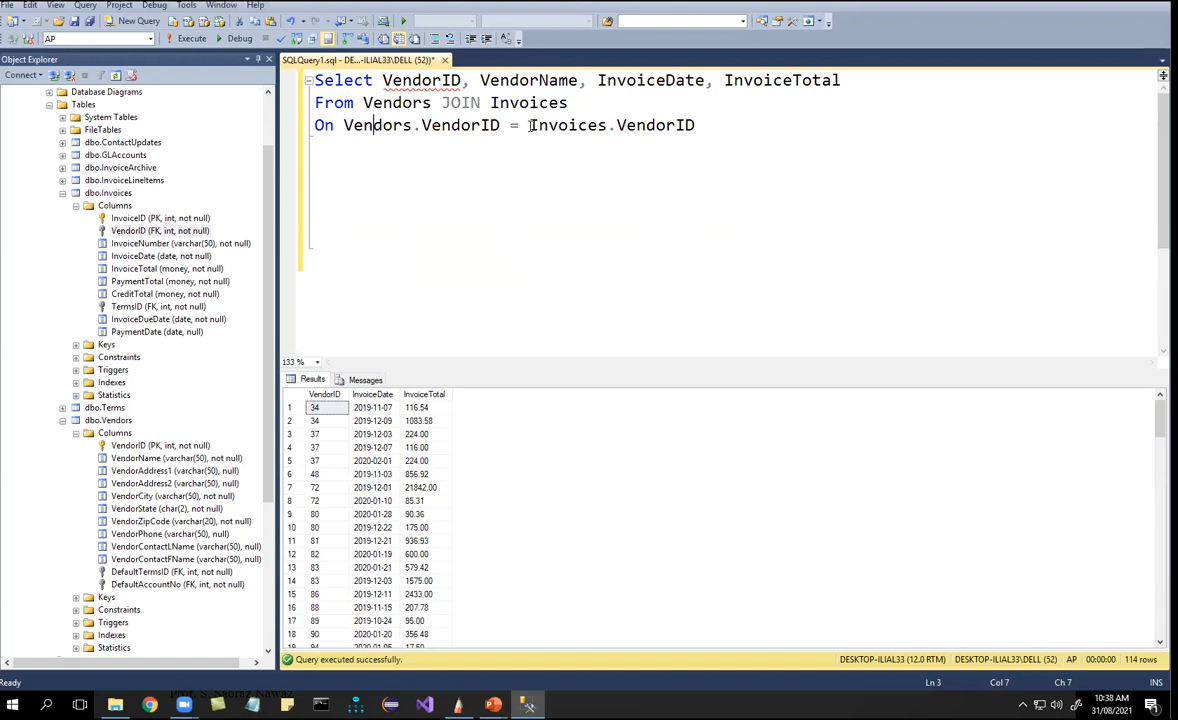 File Edit View Query Project Debug Tools Window Help
New Query
AP Execute Debug
Object Explorer
Connect
Database Diagrams
Tables
System Tables
FileTables
dbo.ContactUpdates
dbo.GLAccounts
dbo.InvoiceArchive
dbo.InvoiceLineItems
dbo.Invoices
Columns
InvoiceID (PK, int, not null)
VendorID (FK, int, not null)
InvoiceNumber (varchar(50), not null)
InvoiceDate (date, not null)
InvoiceTotal (money, not null)
PaymentTotal (money, not null)
CreditTotal (money, not null)
TermsID (FK, int, not null)
InvoiceDueDate (date, not null)
PaymentDate (date, null)
Keys
Constraints
Triggers
Indexes
Statistics
dbo.Terms
dbo.Vendors
Columns
VendorID (PK, int, not null)
VendorName (varchar(50), not null)
VendorAddress1 (varchar(50), null)
VendorAddress2 (varchar(50), null)
VendorCity (varchar(50), not null)
VendorState (char(2), not null)
VendorZipCode (varchar(20), not null)
VendorPhone (varchar(50), null)
VendorContactLName (varchar(50), null)
VendorContactFName (varchar(50), null)
DefaultTermsID (FK, int, not null)
DefaultAccountNo (FK, int, not null)
Keys
Constraints
Triggers
Indexes
Statistics
SQLQuery1.sql - DE...-ILIAL33\DELL (52))*
Select VendorID, VendorName, InvoiceDate, InvoiceTotal
From Vendors JOIN Invoices
On Vendors.VendorID = Invoices.VendorID
133 %
Results Messages
VendorID InvoiceDate InvoiceTotal
1 34 2019-11-07 116.54
2 34 2019-12-09 1083.58
3 37 2019-12-03 224.00
4 37 2019-12-07 116.00
5 37 2020-02-01 224.00
6 48 2019-11-03 856.92
7 72 2019-12-01 21842.00
8 72 2020-01-10 85.31
9 80 2020-01-28 90.36
10 80 2019-12-22 175.00
11 81 2019-12-21 936.93
12 82 2020-01-19 600.00
13 83 2020-01-21 579.42
14 83 2019-12-03 1575.00
15 86 2019-12-11 2433.00
16 88 2019-11-15 207.78
17 89 2019-10-24 95.00
18 90 2020-01-20 356.48
19 94 2020-01-05 17.50
Query executed successfully. DESKTOP-ILIAL33 (12.0 RTM) DESKTOP-ILIAL33\DELL (52) AP 00:00:00 114 rows
Ready Ln 3 Col 7 Ch 7 INS
Prof. S. Sabraz Nawaz
10:38 AM
31/08/2021